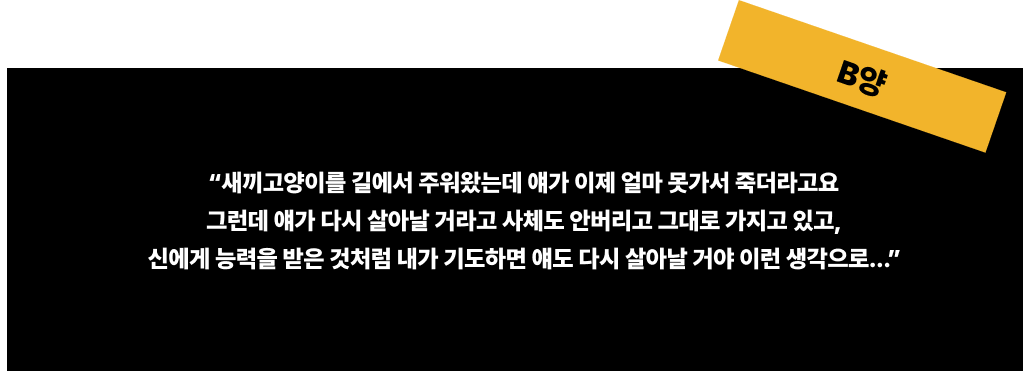 B양
“새끼고양이를 길에서 주워왔는데 얘가 이제 얼마 못가서 죽더라고요
그런데 얘가 다시 살아날 거라고 사체도 안버리고 그대로 가지고 있고,
신에게 능력을 받은 것처럼 내가 기도하면 얘도 다시 살아날 거야 이런 생각으로...”